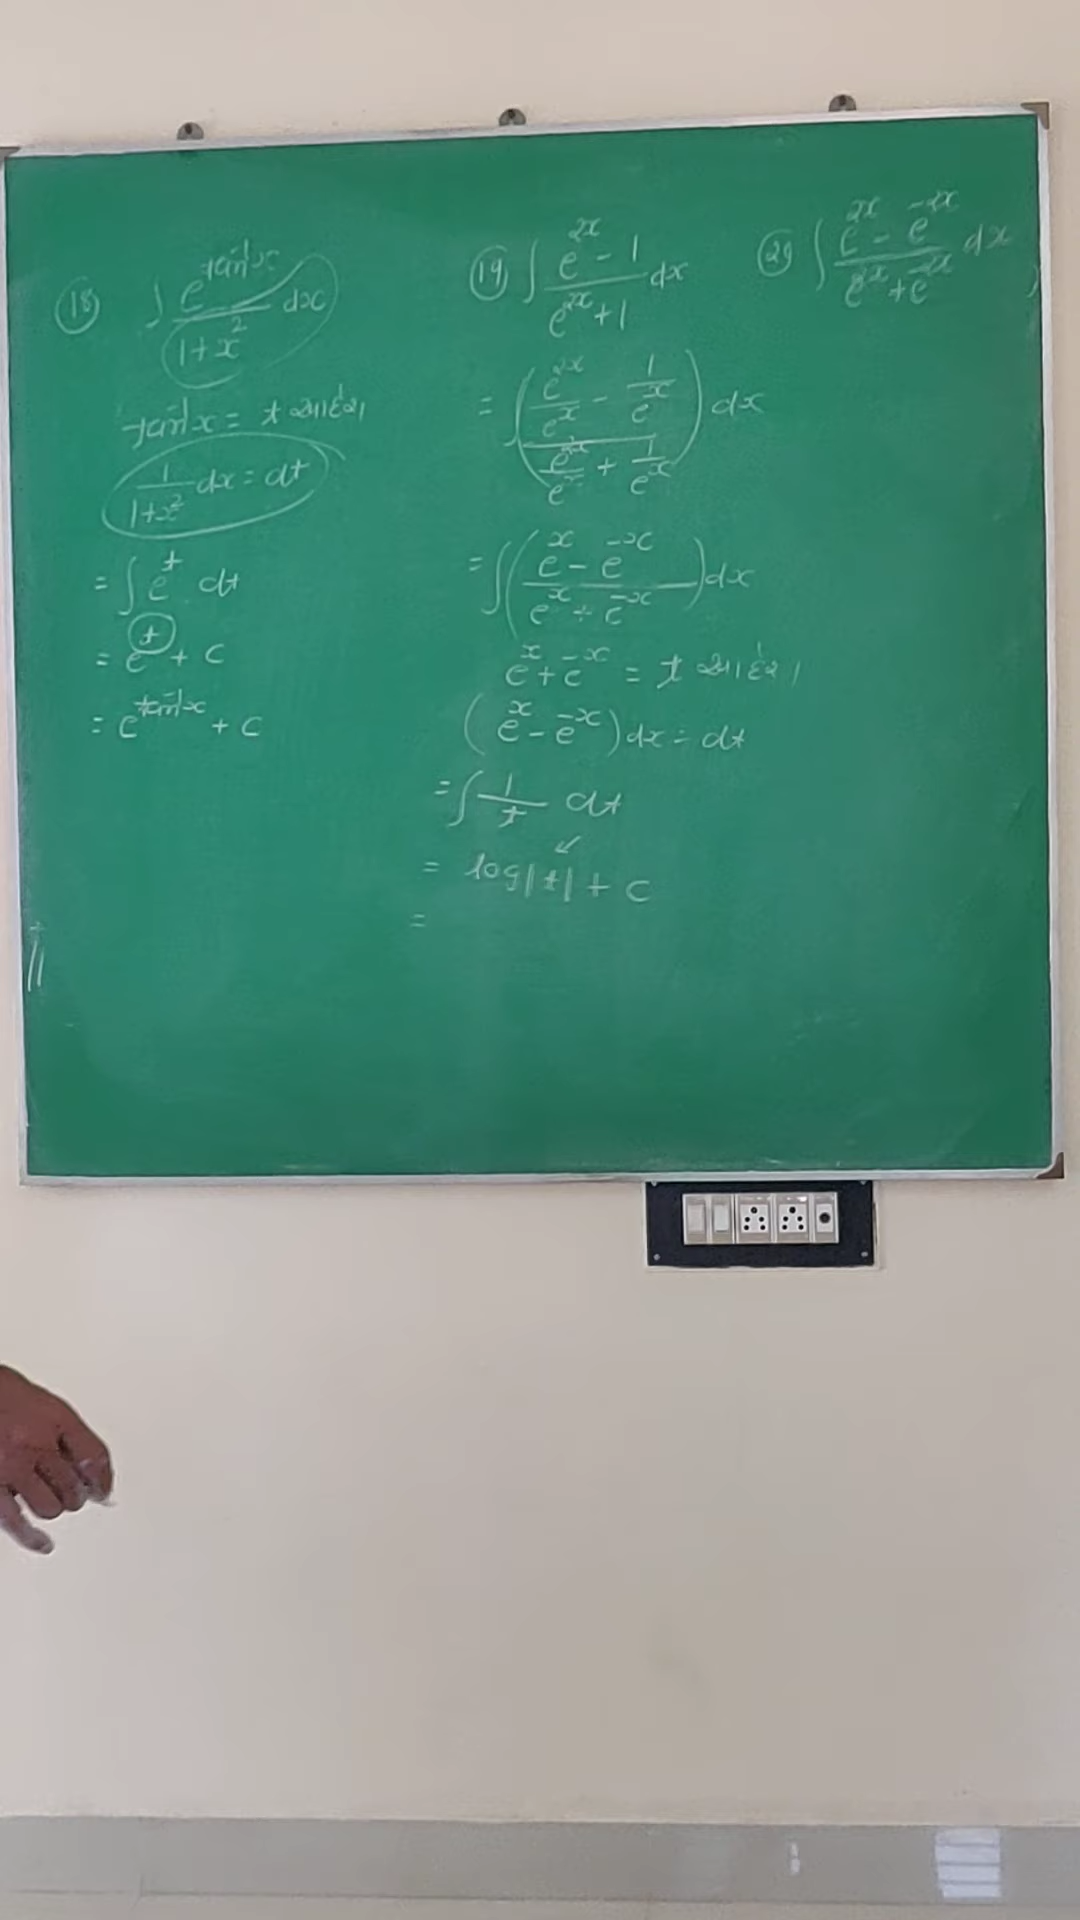 (18) ∫ e^(tan⁻¹x) / (1+x²) dx
tan⁻¹x = t ધારો
1/(1+x²) dx = dt
= ∫ e^t dt
= e^t + c
= e^(tan⁻¹x) + c
(19) ∫ (e^(2x) - 1) / (e^(2x) + 1) dx
= ∫ ((e^(2x)/e^x - 1/e^x) / (e^(2x)/e^x + 1/e^x)) dx
= ∫ ((e^x - e^(-x)) / (e^x + e^(-x))) dx
e^x + e^(-x) = t
(e^x - e^(-x)) dx = dt
= ∫ 1/t dt
= log|t| + c
=
(20) ∫ (e^(2x) - e^(-2x)) / (e^(2x) + e^(-2x)) dx